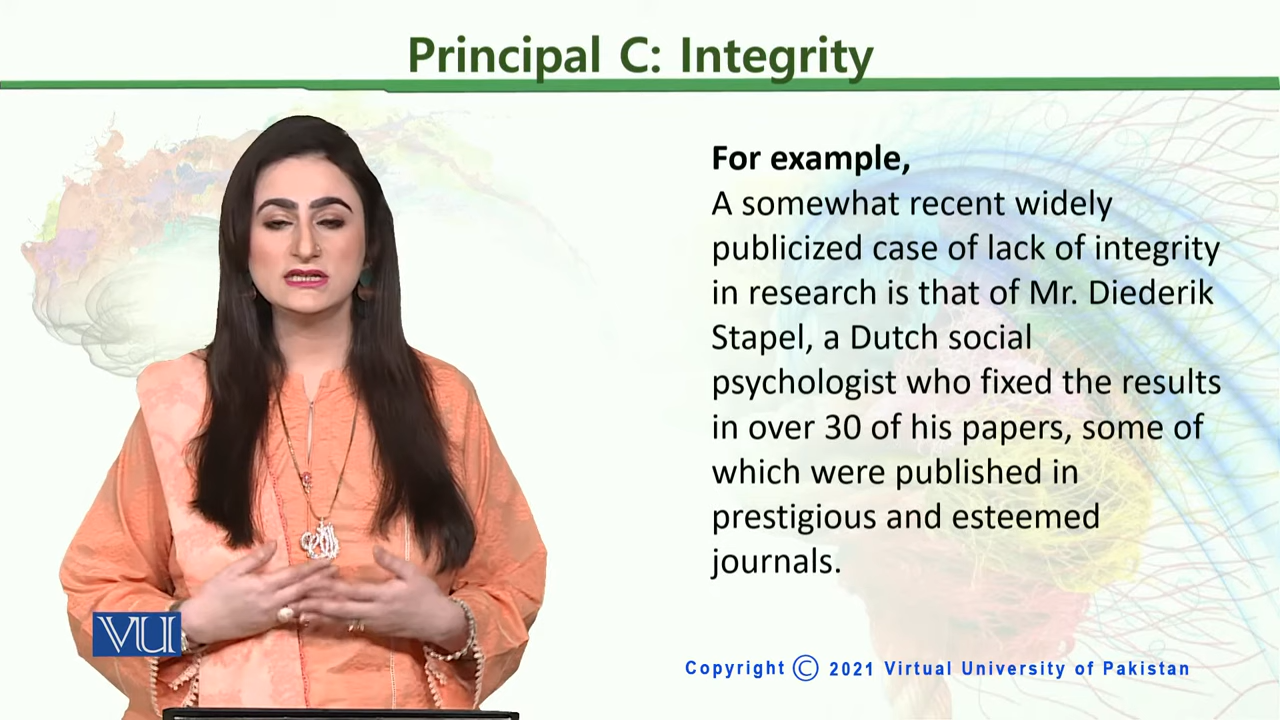 Principal C: Integrity
For example,
A somewhat recent widely
publicized case of lack of integrity
in research is that of Mr. Diederik
Stapel, a Dutch social
psychologist who fixed the results
in over 30 of his papers, some of
which were published in
prestigious and esteemed
journals.
VU
Copyright © 2021 Virtual University of Pakistan